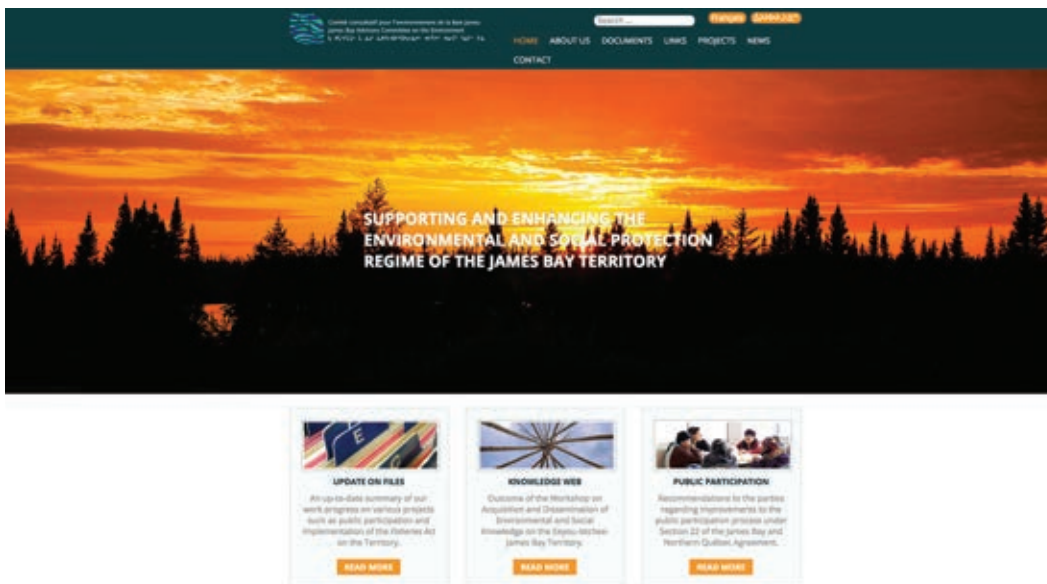 Comité consultatif pour l'environnement de la Baie James
James Bay Advisory Committee on the Environment
Search ...
Français
HOME ABOUT US DOCUMENTS LINKS PROJECTS NEWS
CONTACT
SUPPORTING AND ENHANCING THE
ENVIRONMENTAL AND SOCIAL PROTECTION
REGIME OF THE JAMES BAY TERRITORY
E
UPDATE ON FILES
An up-to-date summary of our
work progress on various projects
such as public participation and
implementation of the Fisheries Act
on the Territory.
READ MORE
KNOWLEDGE WEB
Outcome of the Workshop on
Acquisition and Dissemination of
Environmental and Social
Knowledge on the Eeyou Istchee
James Bay Territory.
READ MORE
PUBLIC PARTICIPATION
Recommendations to the parties
regarding improvements to the
public participation process under
Section 22 of the James Bay and
Northern Québec Agreement.
READ MORE